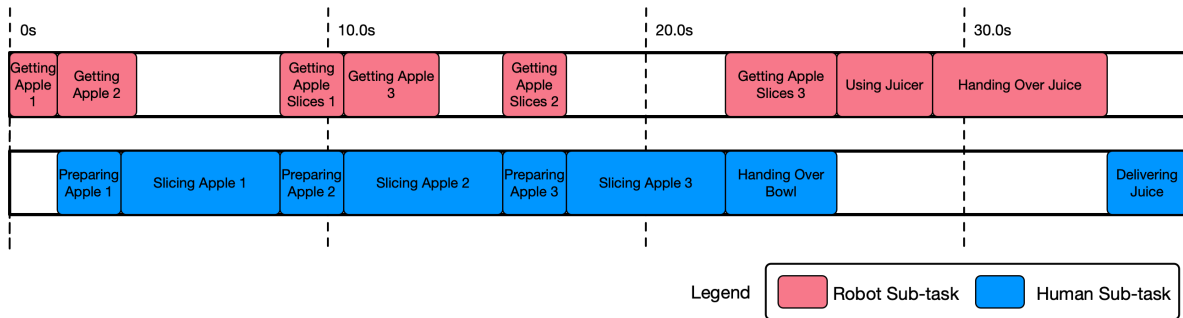 0s
10.0s
20.0s
30.0s
Getting
Apple
1
Getting
Apple 2
Getting
Apple
Slices 1
Getting Apple
3
Getting
Apple
Slices 2
Getting Apple
Slices 3
Using Juicer
Handing Over Juice
Preparing
Apple 1
Slicing Apple 1
Preparing
Apple 2
Slicing Apple 2
Preparing
Apple 3
Slicing Apple 3
Handing Over
Bowl
Delivering
Juice
Legend
Robot Sub-task
Human Sub-task